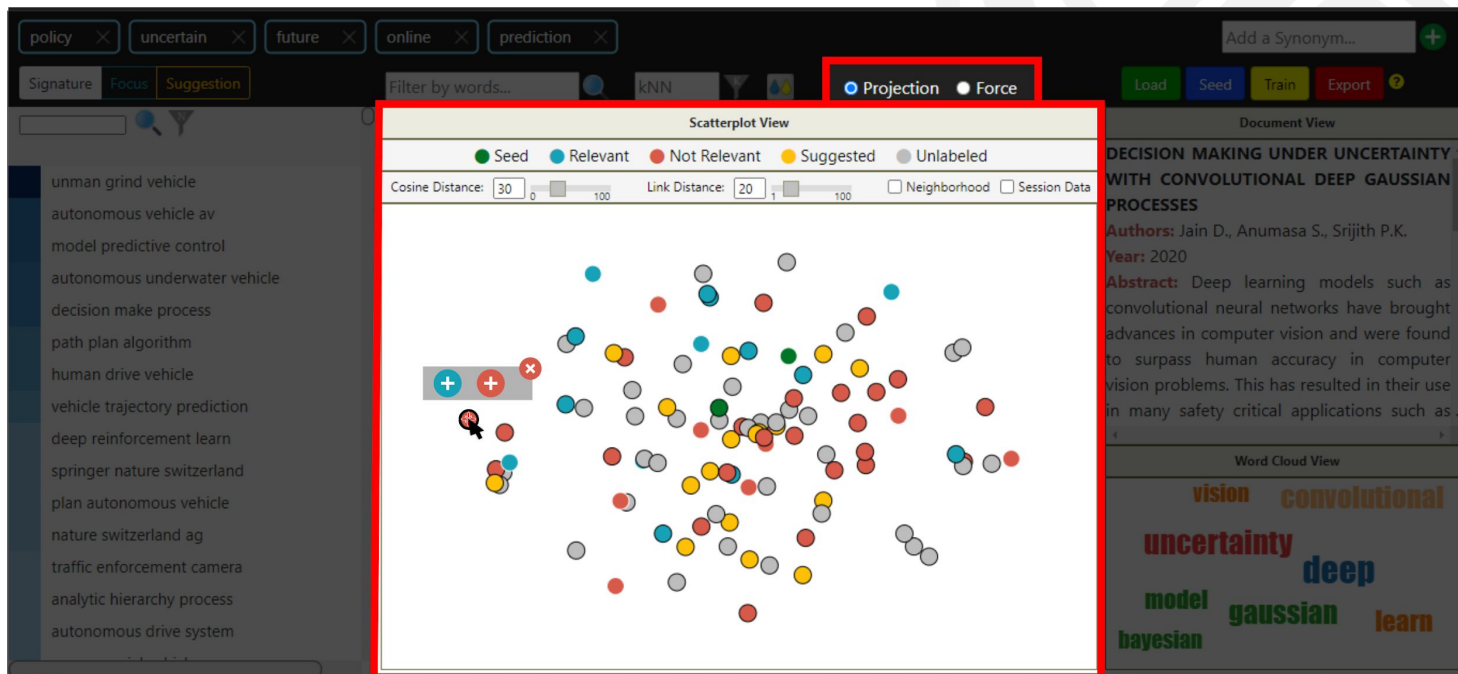 policy × uncertain × future × online × prediction ×
Add a Synonym...
Signature Focus Suggestion
Filter by words...
kNN
Projection Force
Load Seed Train Export ?
Scatterplot View
Seed Relevant Not Relevant Suggested Unlabeled
Cosine Distance: 30 0 100 Link Distance: 20 1 100 Neighborhood Session Data
unman grind vehicle
autonomous vehicle av
model predictive control
autonomous underwater vehicle
decision make process
path plan algorithm
human drive vehicle
vehicle trajectory prediction
deep reinforcement learn
springer nature switzerland
plan autonomous vehicle
nature switzerland ag
traffic enforcement camera
analytic hierarchy process
autonomous drive system
Document View
DECISION MAKING UNDER UNCERTAINTY
WITH CONVOLUTIONAL DEEP GAUSSIAN
PROCESSES
Authors: Jain D., Anumasa S., Srijith P.K.
Year: 2020
Abstract: Deep learning models such as
convolutional neural networks have brought
advances in computer vision and were found
to surpass human accuracy in computer
vision problems. This has resulted in their use
in many safety critical applications such as
Word Cloud View
vision convolutional
uncertainty
deep
model gaussian learn
bayesian